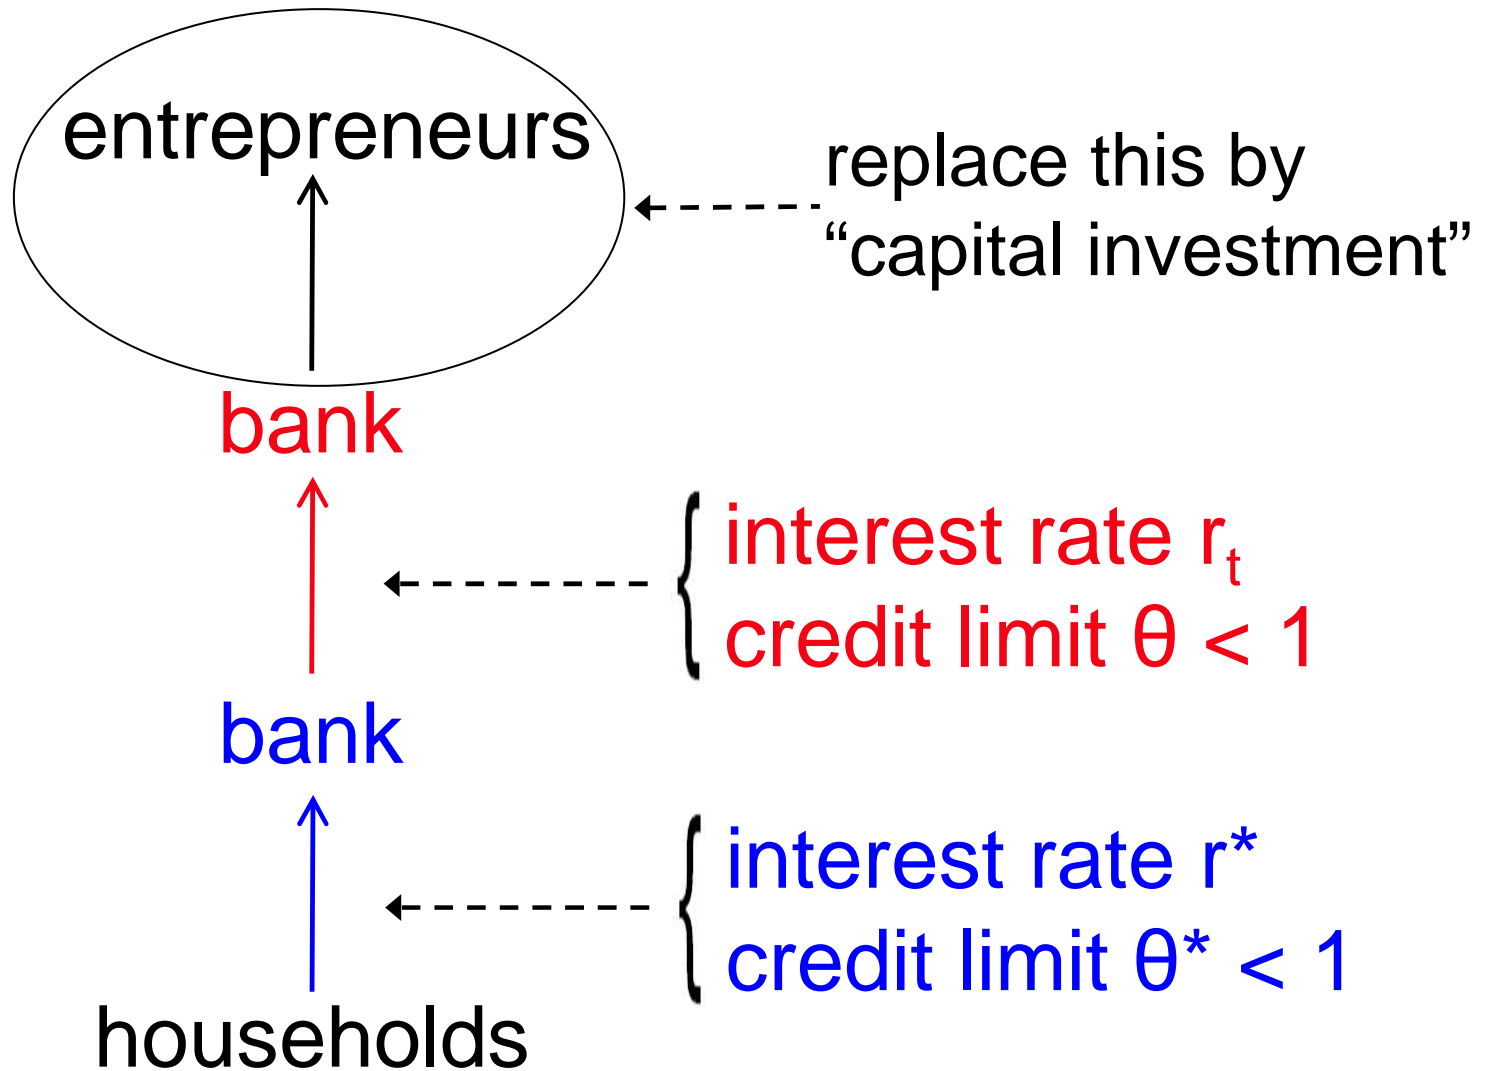 entrepreneurs
replace this by
“capital investment”
bank
interest rate rₜ
credit limit θ < 1
bank
interest rate r*
credit limit θ* < 1
households